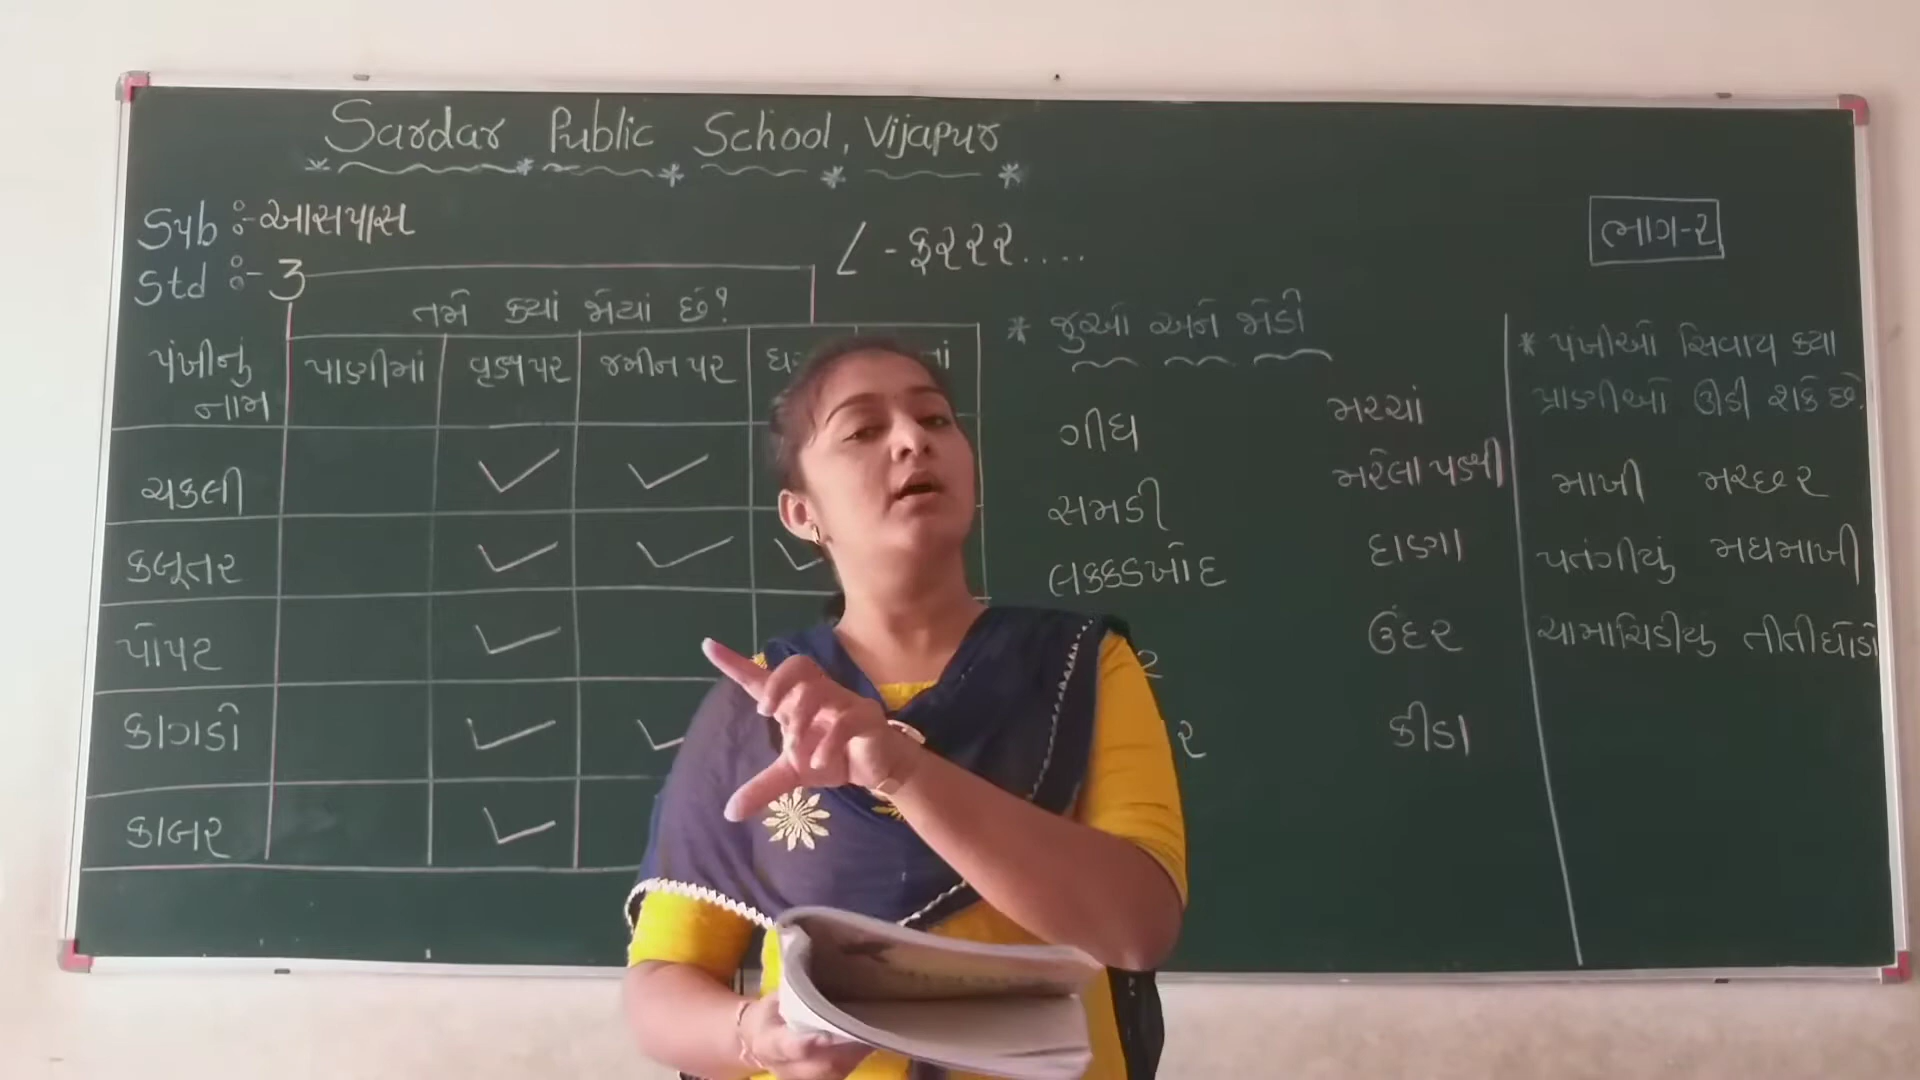 Sardar Public School, Vijapur
Sub :- આસપાસ
Std :- 3
૮ - ફરરર....
ભાગ-૨
તમે ક્યાં જોયાં છે?
પંખીનું નામ
પાણીમાં
વૃક્ષ પર
જમીન પર
ચકલી
કબૂતર
પોપટ
કાગડો
કાબર
* જુઓ અને જોડો
ગીધ
સમડી
લક્કડખોદ
મરચાં
મરેલા પક્ષી
દાણા
ઉંદર
કીડા
* પંખીઓ સિવાય ક્યા
પ્રાણીઓ ઊડી શકે છે.
માખી મચ્છર
પતંગીયું મધમાખી
ચામાચિડીયું તીતીઘોડો